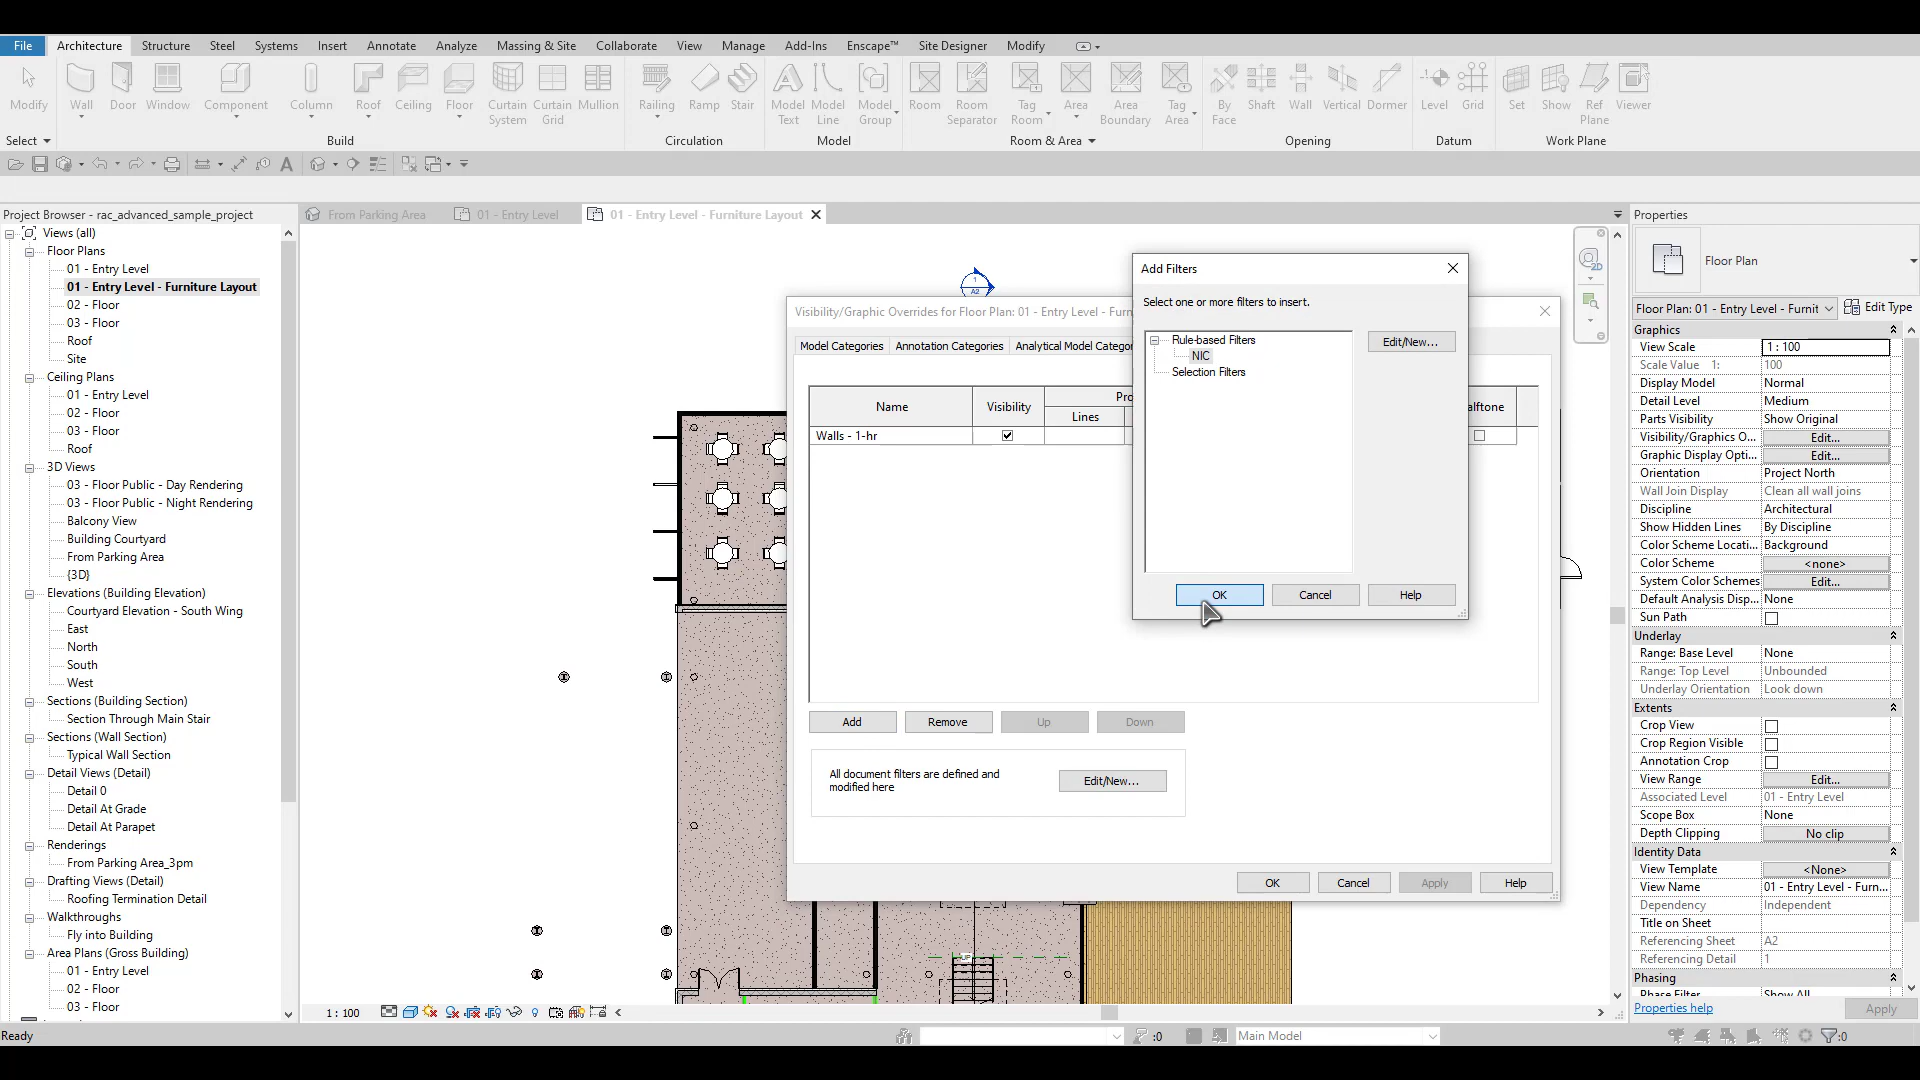 File Architecture Structure Steel Systems Insert Annotate Analyze Massing & Site Collaborate View Manage Add-Ins Enscape™ Site Designer Modify
Modify Wall Door Window Component Column Roof Ceiling Floor Curtain System Curtain Grid Mullion Railing Ramp Stair Model Text Model Line Model Group Room Room Separator Tag Room Area Area Boundary Tag Area By Face Shaft Wall Vertical Dormer Level Grid Set Show Ref Plane Viewer
Select Build Circulation Model Room & Area Opening Datum Work Plane
Project Browser - rac_advanced_sample_project
Views (all)
Floor Plans
01 - Entry Level
01 - Entry Level - Furniture Layout
02 - Floor
03 - Floor
Roof
Site
Ceiling Plans
01 - Entry Level
02 - Floor
03 - Floor
Roof
3D Views
03 - Floor Public - Day Rendering
03 - Floor Public - Night Rendering
Balcony View
Building Courtyard
From Parking Area
{3D}
Elevations (Building Elevation)
Courtyard Elevation - South Wing
East
North
South
West
Sections (Building Section)
Section Through Main Stair
Sections (Wall Section)
Typical Wall Section
Detail Views (Detail)
Detail 0
Detail At Grade
Detail At Parapet
Renderings
From Parking Area_3pm
Drafting Views (Detail)
Roofing Termination Detail
Walkthroughs
Fly into Building
Area Plans (Gross Building)
01 - Entry Level
02 - Floor
03 - Floor
Ready
From Parking Area 01 - Entry Level 01 - Entry Level - Furniture Layout
1
A2
Visibility/Graphic Overrides for Floor Plan: 01 - Entry Level - Furn
Model Categories Annotation Categories Analytical Model Categor
Name Visibility Pro
Lines
alftone
Walls - 1-hr
Add Remove Up Down
All document filters are defined and
modified here
Edit/New...
OK Cancel Apply Help
Add Filters
Select one or more filters to insert.
Rule-based Filters
NIC
Selection Filters
Edit/New...
OK Cancel Help
UP
1 : 100
:0
Main Model
:0
2D
Properties
Floor Plan
Floor Plan: 01 - Entry Level - Furnit Edit Type
Graphics
View Scale 1 : 100
Scale Value 1: 100
Display Model Normal
Detail Level Medium
Parts Visibility Show Original
Visibility/Graphics O... Edit...
Graphic Display Opti... Edit...
Orientation Project North
Wall Join Display Clean all wall joins
Discipline Architectural
Show Hidden Lines By Discipline
Color Scheme Locati... Background
Color Scheme <none>
System Color Schemes Edit...
Default Analysis Disp... None
Sun Path
Underlay
Range: Base Level None
Range: Top Level Unbounded
Underlay Orientation Look down
Extents
Crop View
Crop Region Visible
Annotation Crop
View Range Edit...
Associated Level 01 - Entry Level
Scope Box None
Depth Clipping No clip
Identity Data
View Template <None>
View Name 01 - Entry Level - Furn...
Dependency Independent
Title on Sheet
Referencing Sheet A2
Referencing Detail 1
Phasing
Phase Filter Show All
Properties help Apply